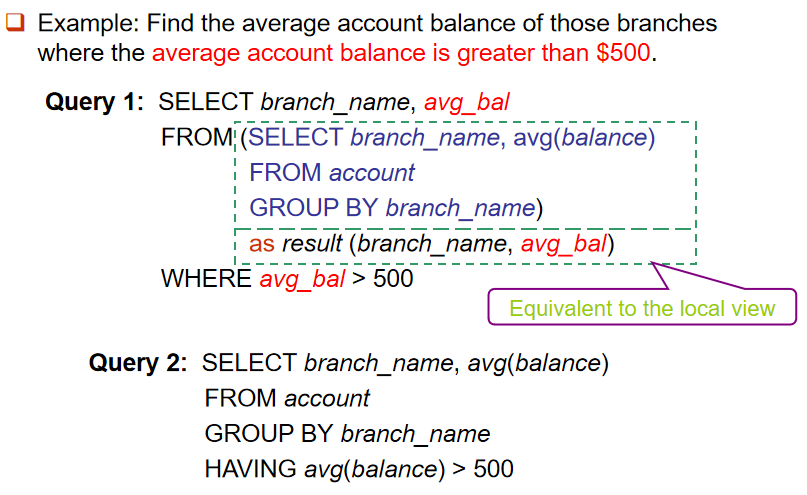 Example: Find the average account balance of those branches
where the average account balance is greater than $500.
Query 1: SELECT branch_name, avg_bal
FROM (SELECT branch_name, avg(balance)
FROM account
GROUP BY branch_name)
as result (branch_name, avg_bal)
WHERE avg_bal > 500
Equivalent to the local view
Query 2: SELECT branch_name, avg(balance)
FROM account
GROUP BY branch_name
HAVING avg(balance) > 500